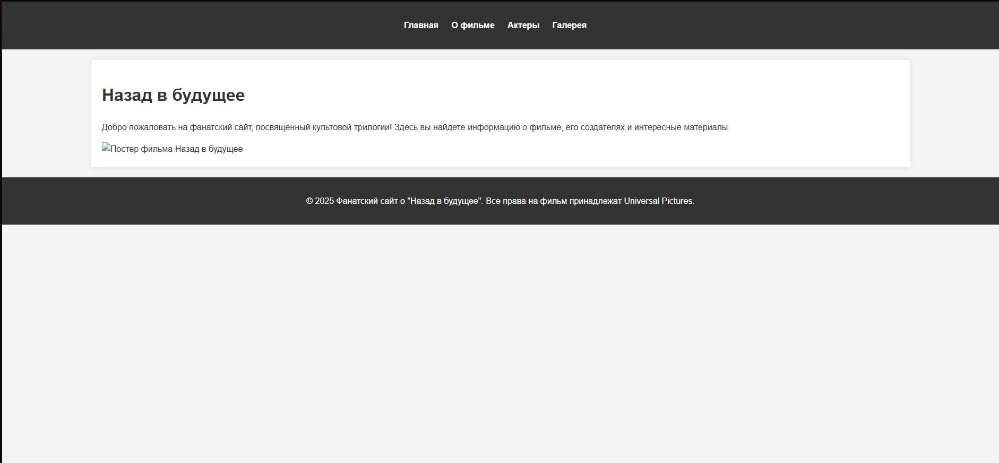 Главная О фильме Актеры Галерея
Назад в будущее
Добро пожаловать на фанатский сайт, посвященный культовой трилогии! Здесь вы найдете информацию о фильме, его создателях и интересные материалы.
Постер фильма Назад в будущее
© 2025 Фанатский сайт о "Назад в будущее". Все права на фильм принадлежат Universal Pictures.